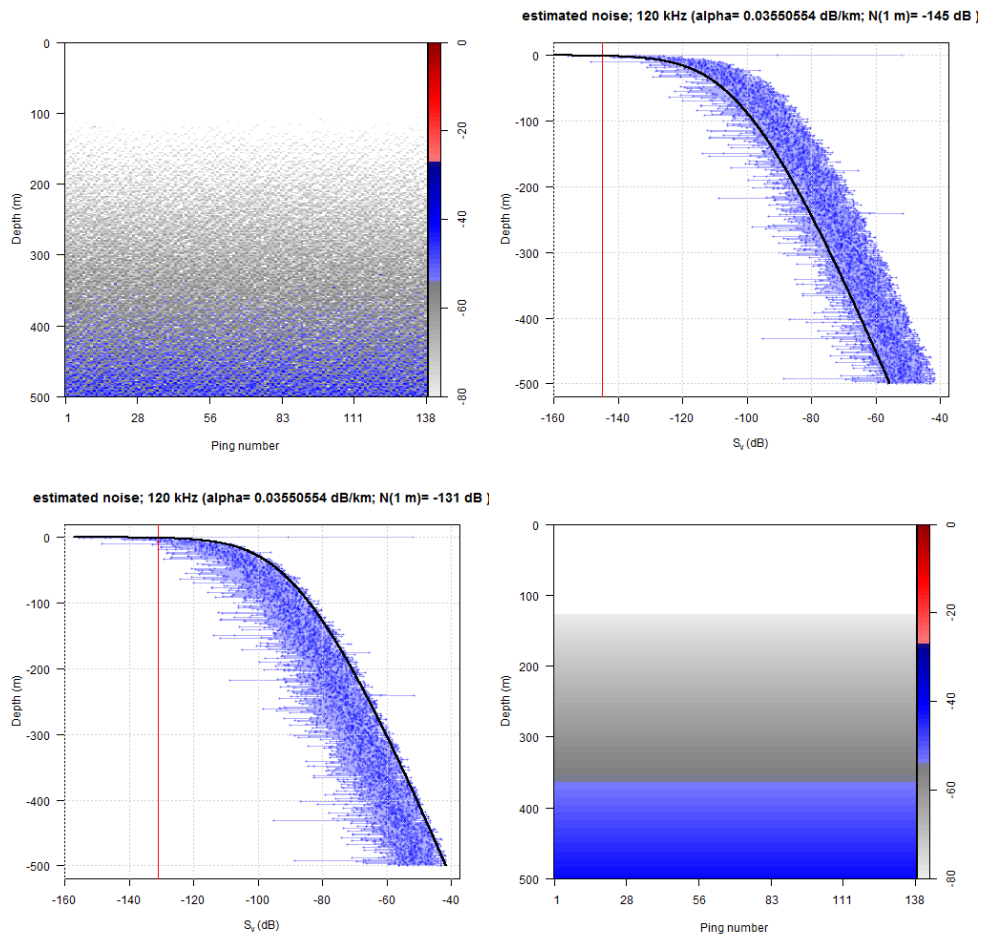 estimated noise; 120 kHz (alpha= 0.03550554 dB/km; N(1 m)= -145 dB )
0
100
200
300
400
500
Depth (m)
1 28 56 83 111 138
Ping number
0
-20
-40
-60
-80
0
-100
-200
-300
-400
-500
Depth (m)
-160 -140 -120 -100 -80 -60 -40
Sv (dB)
estimated noise; 120 kHz (alpha= 0.03550554 dB/km; N(1 m)= -131 dB )
0
-100
-200
-300
-400
-500
Depth (m)
-160 -140 -120 -100 -80 -60 -40
Sv (dB)
0
100
200
300
400
500
Depth (m)
1 28 56 83 111 138
Ping number
0
-20
-40
-60
-80